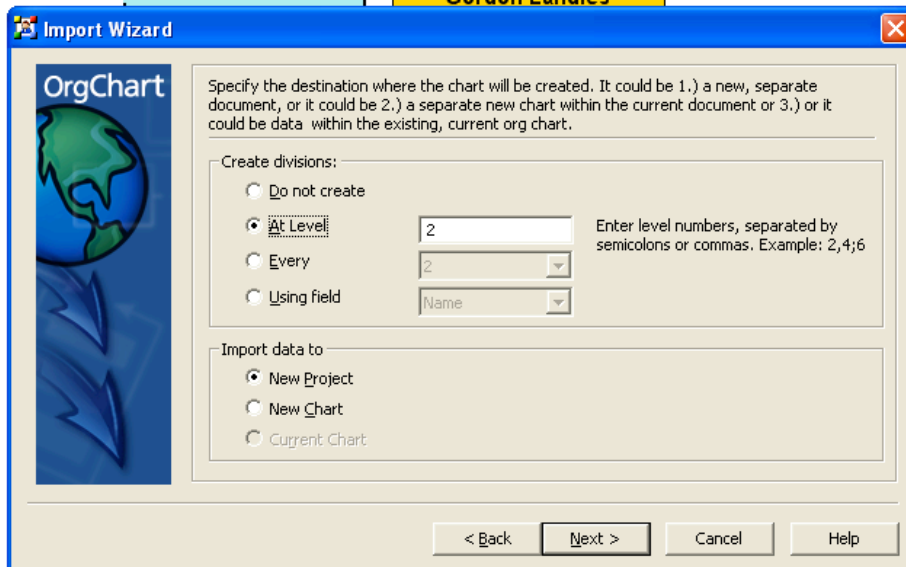 Gordon Landies
Import Wizard
OrgChart
Specify the destination where the chart will be created. It could be 1.) a new, separate
document, or it could be 2.) a separate new chart within the current document or 3.) or it
could be data within the existing, current org chart.
Create divisions:
Do not create
At Level
2
Enter level numbers, separated by
semicolons or commas. Example: 2,4;6
Every
2
Using field
Name
Import data to
New Project
New Chart
Current Chart
< Back
Next >
Cancel
Help